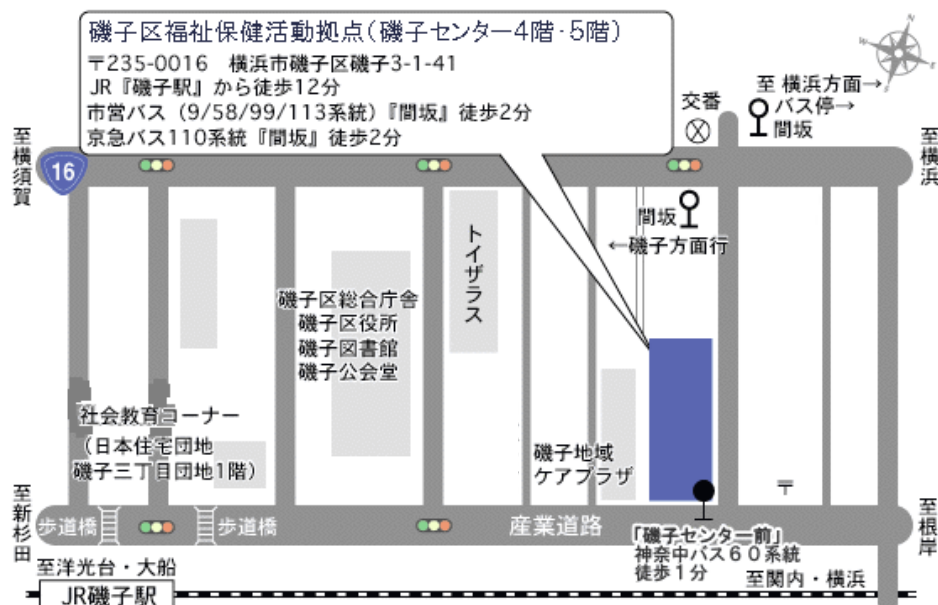 磯子区福祉保健活動拠点(磯子センター4階・5階)
〒235-0016 横浜市磯子区磯子3-1-41
JR『磯子駅』から徒歩12分
市営バス(9/58/99/113系統)『間坂』徒歩2分
京急バス110系統『間坂』徒歩2分
N
E
S
W
至 横浜方面→
バス停→
間坂
交番
至横須賀
16
至横浜
間坂
←磯子方面行
トイザラス
磯子区総合庁舎
磯子区役所
磯子図書館
磯子公会堂
社会教育コーナー
(日本住宅団地
磯子三丁目団地1階)
磯子地域
ケアプラザ
〒
至新杉田
歩道橋
歩道橋
産業道路
至根岸
「磯子センター前」
神奈中バス60系統
徒歩1分
至洋光台・大船
至関内・横浜
JR磯子駅